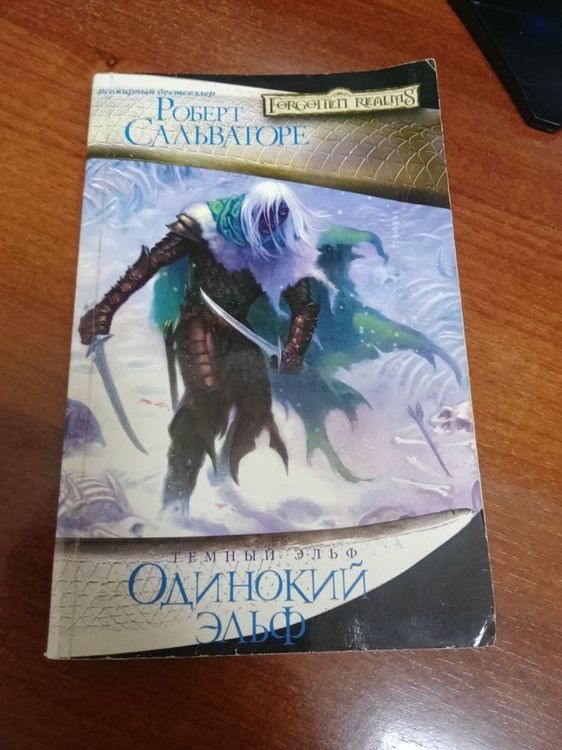 Всемирный бестселлер
Роберт
Сальваторе
FORGOTTEN REALMS
ТЕМНЫЙ ЭЛЬФ
Одинокий
эльф